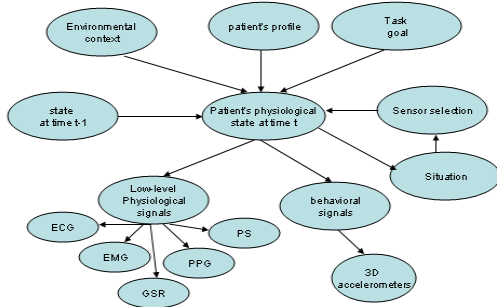 Environmental
context
patient's profile
Task
goal
state
at time t-1
Patient's physiological
state at time t
Sensor selection
Situation
Low-level
Physiological
signals
behavioral
signals
ECG
EMG
GSR
PPG
PS
3D
accelerometers